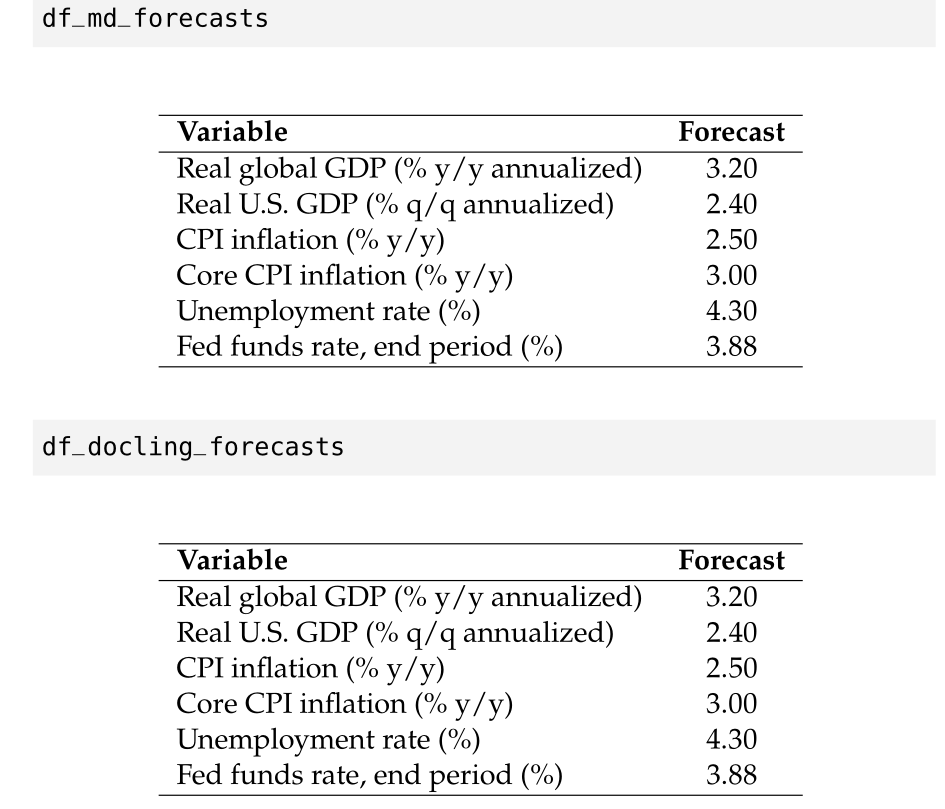 df_md_forecasts
Variable Forecast
Real global GDP (% y/y annualized) 3.20
Real U.S. GDP (% q/q annualized) 2.40
CPI inflation (% y/y) 2.50
Core CPI inflation (% y/y) 3.00
Unemployment rate (%) 4.30
Fed funds rate, end period (%) 3.88
df_docling_forecasts
Variable Forecast
Real global GDP (% y/y annualized) 3.20
Real U.S. GDP (% q/q annualized) 2.40
CPI inflation (% y/y) 2.50
Core CPI inflation (% y/y) 3.00
Unemployment rate (%) 4.30
Fed funds rate, end period (%) 3.88